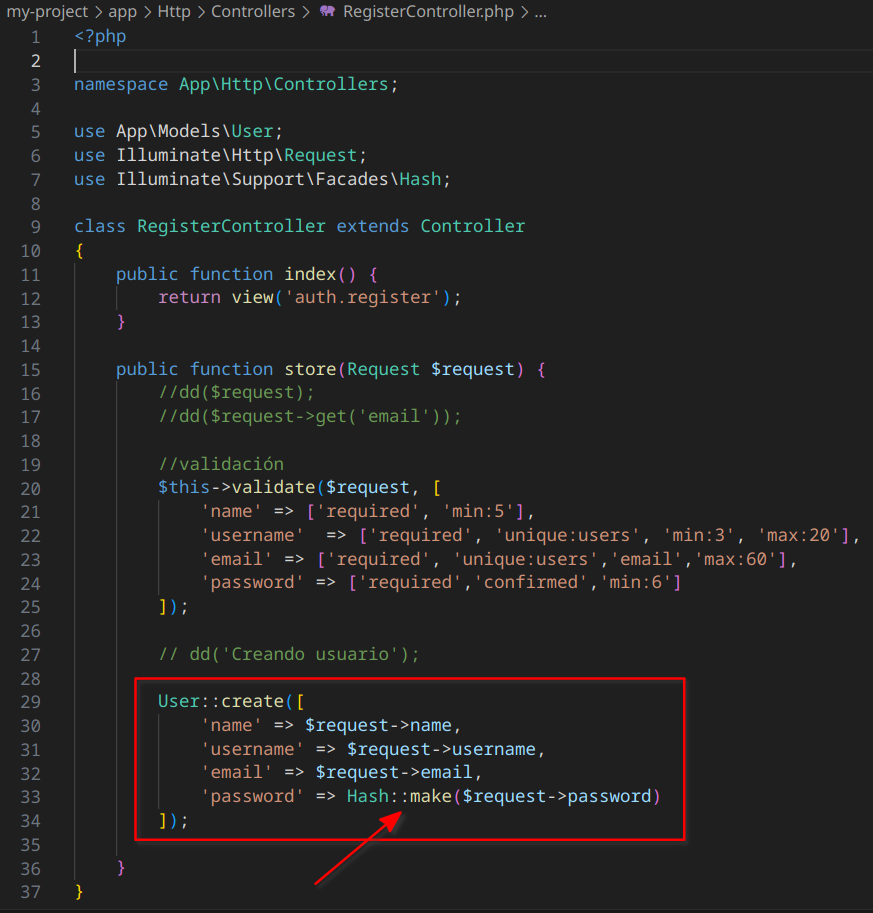 my-project > app > Http > Controllers > RegisterController.php > ...
1 <?php
2
3 namespace App\Http\Controllers;
4
5 use App\Models\User;
6 use Illuminate\Http\Request;
7 use Illuminate\Support\Facades\Hash;
8
9 class RegisterController extends Controller
10 {
11     public function index() {
12         return view('auth.register');
13     }
14
15     public function store(Request $request) {
16         //dd($request);
17         //dd($request->get('email'));
18
19         //validación
20         $this->validate($request, [
21             'name' => ['required', 'min:5'],
22             'username'  => ['required', 'unique:users', 'min:3', 'max:20'],
23             'email' => ['required', 'unique:users','email','max:60'],
24             'password' => ['required','confirmed','min:6']
25         ]);
26
27         // dd('Creando usuario');
28
29         User::create([
30             'name' => $request->name,
31             'username' => $request->username,
32             'email' => $request->email,
33             'password' => Hash::make($request->password)
34         ]);
35
36     }
37 }